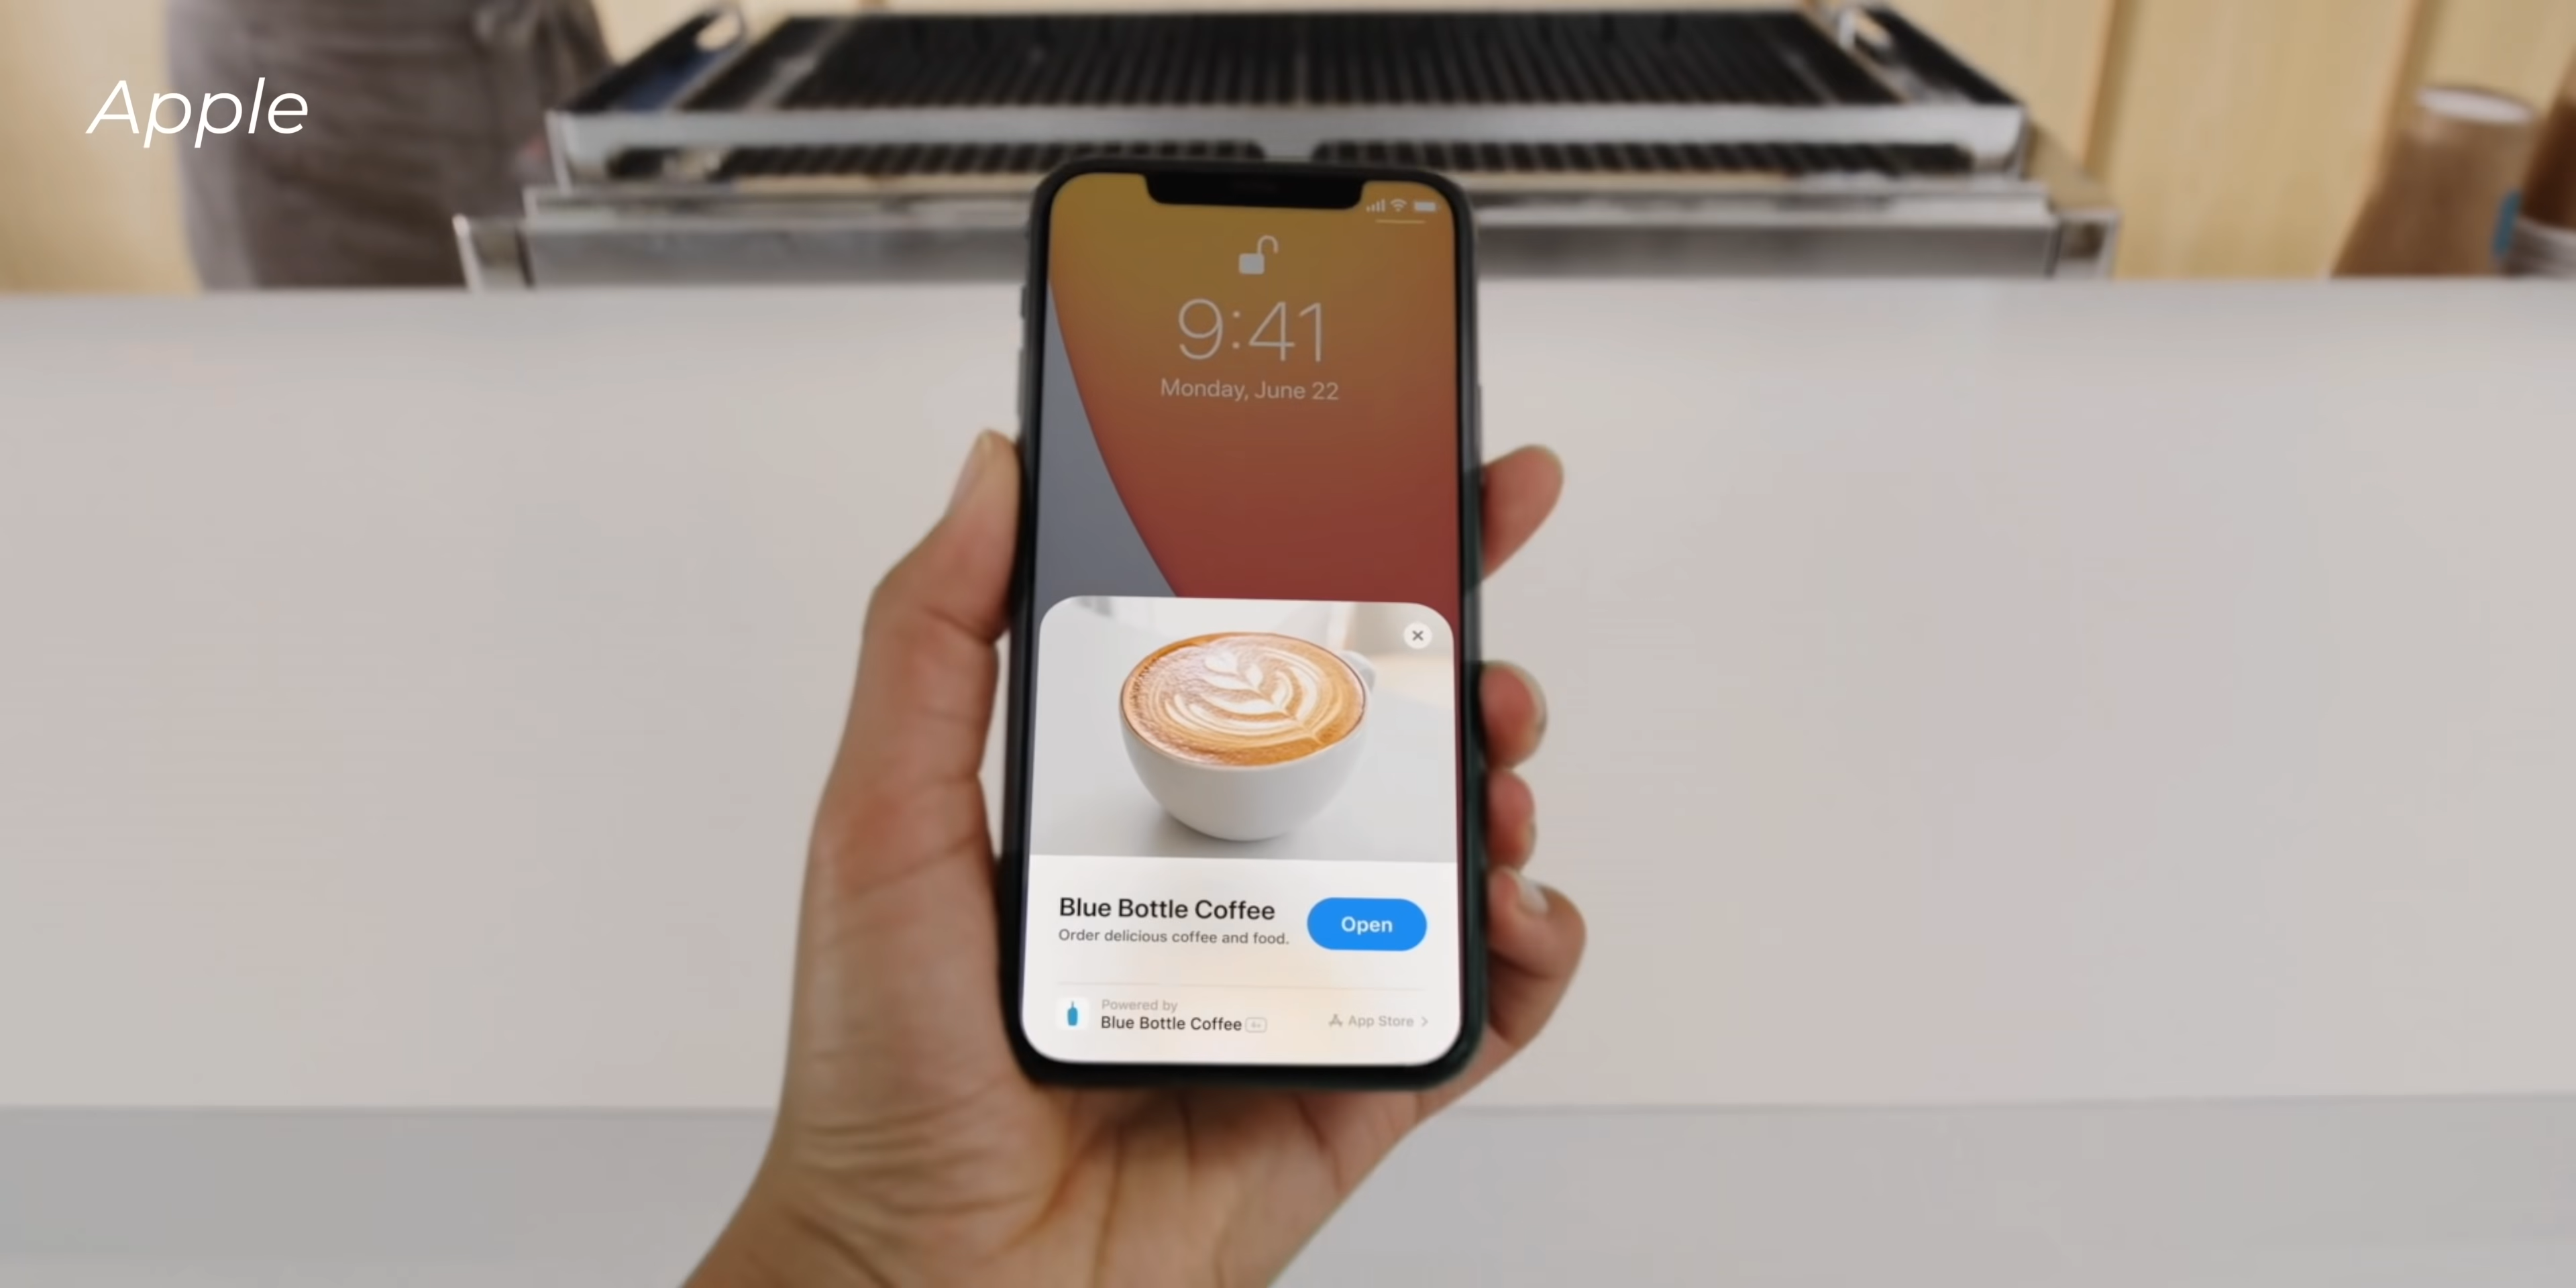 Apple
9:41
Monday, June 22
Blue Bottle Coffee
Order delicious coffee and food.
Open
Powered by
Blue Bottle Coffee 4+
App Store